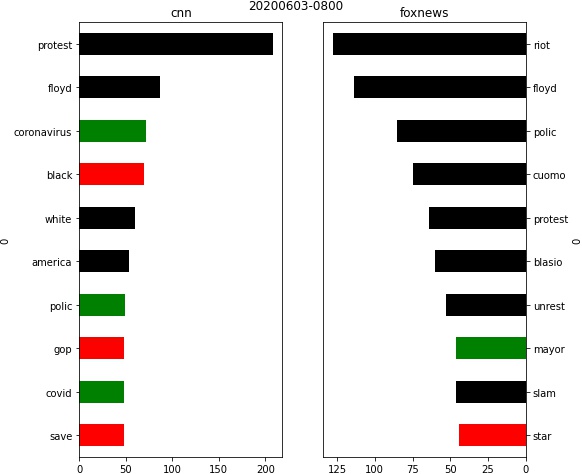 20200603-0800
cnn
foxnews
protest
floyd
coronavirus
black
white
america
polic
gop
covid
save
0
0 50 100 150 200
riot
floyd
polic
cuomo
protest
blasio
unrest
mayor
slam
star
0
125 100 75 50 25 0